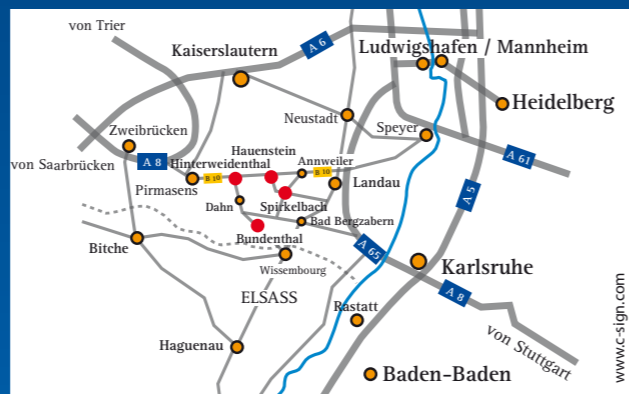 von Trier
A 6
Kaiserslautern
Ludwigshafen / Mannheim
Heidelberg
Neustadt
Speyer
Zweibrücken
A 61
von Saarbrücken
A 8
Hauenstein
Hinterweidenthal
Annweiler
B 10
B 10
Pirmasens
Landau
A 5
Dahn
Spirkelbach
Bad Bergzabern
Bundenthal
Bitche
A 65
Wissembourg
Karlsruhe
A 8
ELSASS
Rastatt
von Stuttgart
Haguenau
Baden-Baden
www.c-sign.com